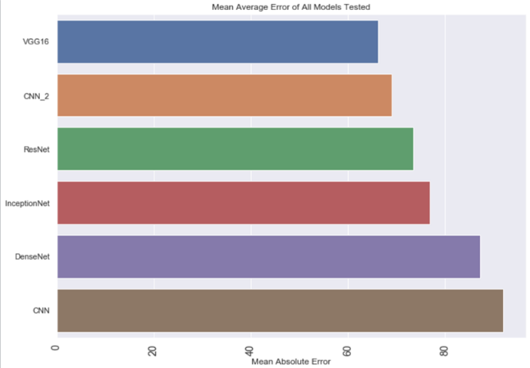 Mean Average Error of All Models Tested
VGG16
CNN_2
ResNet
InceptionNet
DenseNet
CNN
0 20 40 60 80
Mean Absolute Error